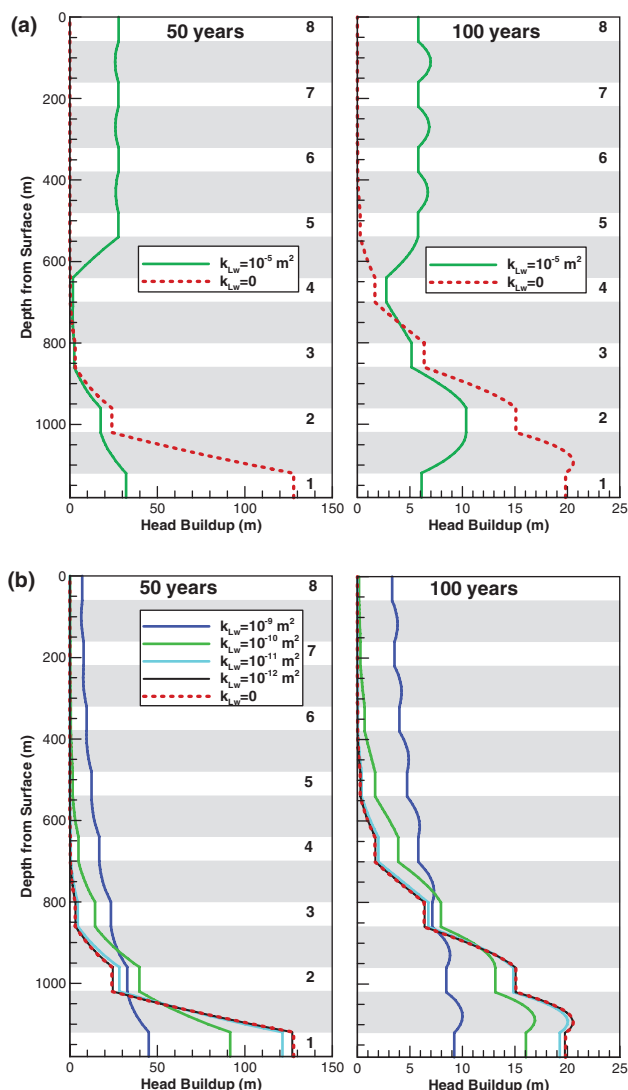 (a)
50 years
100 years
0
200
400
600
800
1000
Depth from Surface (m)
8
7
6
5
4
3
2
1
k_Lw=10^-5 m^2
k_Lw=0
0 50 100 150
Head Buildup (m)
8
7
6
5
4
3
2
1
k_Lw=10^-5 m^2
k_Lw=0
0 5 10 15 20 25
Head Buildup (m)
(b)
50 years
100 years
0
200
400
600
800
1000
Depth from Surface (m)
8
7
6
5
4
3
2
1
k_Lw=10^-9 m^2
k_Lw=10^-10 m^2
k_Lw=10^-11 m^2
k_Lw=10^-12 m^2
k_Lw=0
0 50 100 150
Head Buildup (m)
0 5 10 15 20 25
Head Buildup (m)